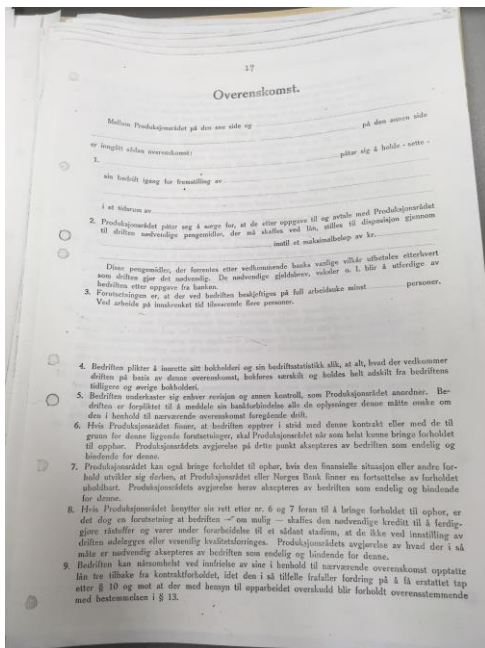 17
Overenskomst.
Mellem Produksjonsrådet på den ene side og
på den annen side
er inngått sådan overenskomst:
1. påtar sig å holde - sette -
sin bedrift igang for fremstilling av
i et tidsrum av
2. Produksjonsrådet påtar seg å sørge for, at de efter oppgave til og avtale med Produksjonsrådet
til driften nødvendige pengemidler, der må skaffes ved lån, stilles til disposisjon gjennom
inntil et maksimalbeløp av kr.
Disse pengemidler, der forrentes etter vedkommende banks vanlige vilkår utbetales etterhvert
som driften gjør det nødvendig. De nødvendige gjeldsbrev, veksler o. l. blir å utferdige av
bedriften etter oppgave fra banken.
3. Forutsetningen er, at der ved bedriften beskjeftiges på full arbeidsuke minst personer.
Ved arbeide på innskrenket tid tilsvarende flere personer.
4. Bedriften plikter å innrette sitt bokholderi og sin bedriftsstatistikk slik, at alt, hvad der vedkommer
driften på basis av denne overenskomst, bokføres særskilt og holdes helt adskilt fra bedriftens
tidligere og øvrige bokholderi.
5. Bedriften underkaster sig enhver revisjon og annen kontroll, som Produksjonsrådet anordner. Be-
driften er forpliktet til å meddele sin bankforbindelse alle de oplysninger denne måtte ønske om
den i henhold til nærværende overenskomst foregående drift.
6. Hvis Produksjonsrådet finner, at bedriften opptrer i strid med denne kontrakt eller med de til
grunn for denne liggende forutsetninger, skal Produksjonsrådet når som helst kunne bringe forholdet
til opphør. Produksjonsrådets avgjørelse på dette punkt aksepteres av bedriften som endelig og
bindende for denne.
7. Produksjonsrådet kan også bringe forholdet til ophør, hvis den finansielle situasjon eller andre for-
hold utvikler sig derhen, at Produksjonsrådet eller Norges Bank finner en fortsettelse av forholdet
uholdbart. Produksjonsrådets avgjørelse herav aksepteres av bedriften som endelig og bindende
for denne.
8. Hvis Produksjonsrådet benytter sin rett etter nr. 6 og 7 foran til å bringe forholdet til ophør, er
det dog en forutsetning at bedriften - om mulig - skaffes den nødvendige kreditt til å ferdig-
gjøre råstoffer og varer under forarbeidelse til et sådant stadium, at de ikke ved innstilling av
driften ødelegges eller vesenlig kvalitetsforringes. Produksjonsrådets avgjørelse av hvad der i så
måte er nødvendig aksepteres av bedriften som endelig og bindende for denne.
9. Bedriften kan nårsomhelst ved innfrielse av sine i henhold til nærværende overenskomst opptatte
lån tre tilbake fra kontraktforholdet, idet den i så tilfelle frafaller fordring på å få erstattet tap
etter § 10 og mot at der med hensyn til opparbeidet overskudd blir forholdt overensstemmende
med bestemmelsen i § 13.